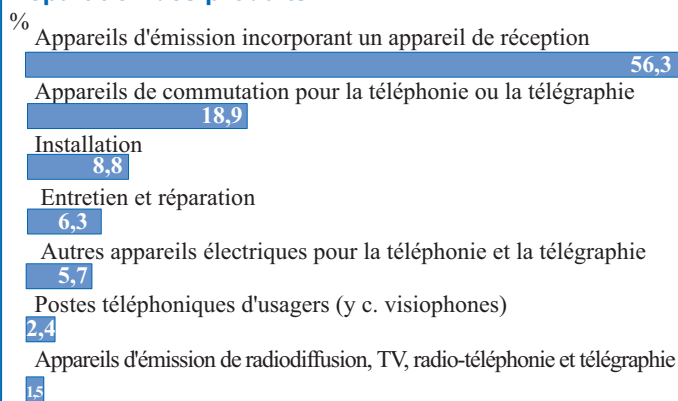 %
Appareils d'émission incorporant un appareil de réception
56,3
Appareils de commutation pour la téléphonie ou la télégraphie
18,9
Installation
8,8
Entretien et réparation
6,3
Autres appareils électriques pour la téléphonie et la télégraphie
5,7
Postes téléphoniques d'usagers (y c. visiophones)
2,4
Appareils d'émission de radiodiffusion, TV, radio-téléphonie et télégraphie
1,5